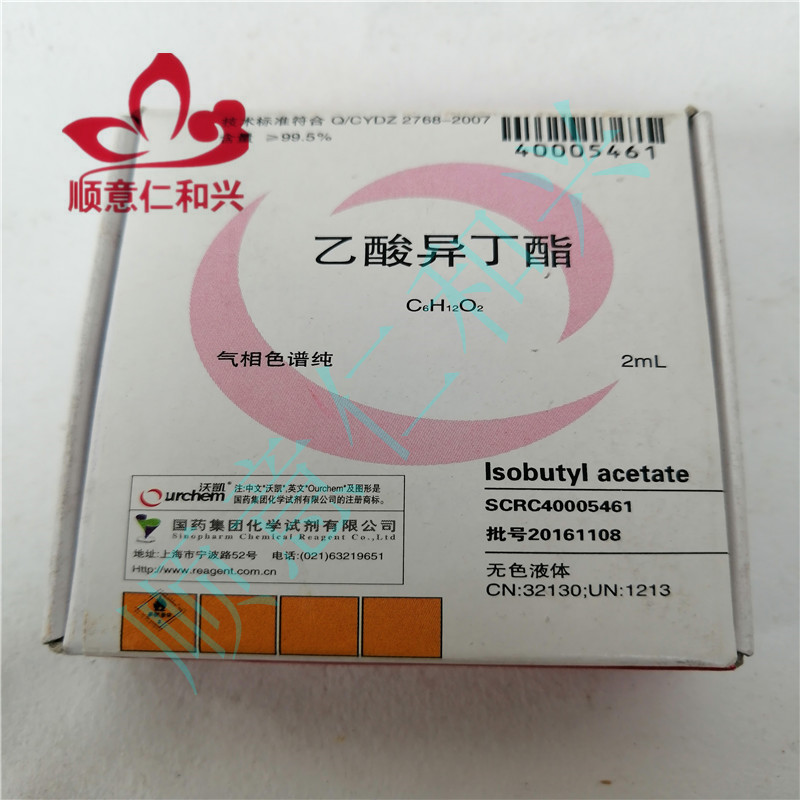 技术标准符合 Q/CYDZ 2768-2007
含量 ≥99.5%
40005461
顺意仁和兴
乙酸异丁酯
C₆H₁₂O₂
气相色谱纯
2mL
沃凯®
Ourchem
注:中文"沃凯",英文"Ourchem"及图形是
国药集团化学试剂有限公司的注册商标。
国药集团化学试剂有限公司
Sinopharm Chemical Reagent Co.,Ltd
地址:上海市宁波路52号 电话:(021)63219651
Http://www.reagent.com.cn
Isobutyl acetate
SCRC40005461
批号20161108
无色液体
CN:32130;UN:1213
顺意仁和兴